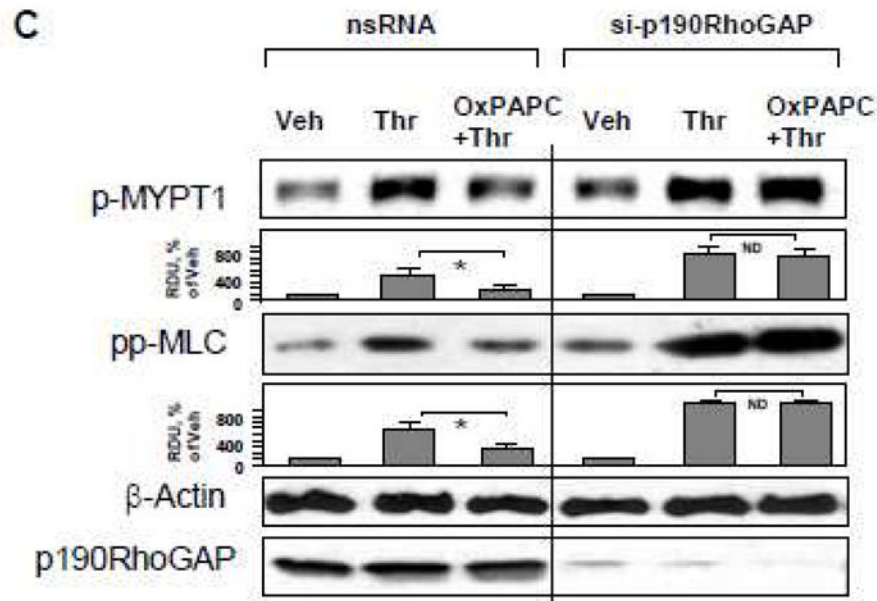 C
nsRNA si-p190RhoGAP
Veh Thr OxPAPC +Thr Veh Thr OxPAPC +Thr
p-MYPT1
RDU, % of Veh
800
400
0
* ND
pp-MLC
RDU, % of Veh
800
400
0
* ND
β-Actin
p190RhoGAP